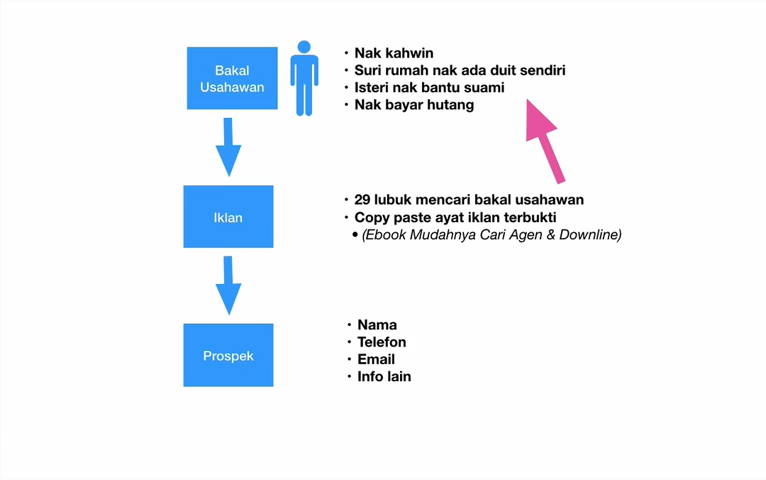 Bakal
Usahawan
• Nak kahwin
• Suri rumah nak ada duit sendiri
• Isteri nak bantu suami
• Nak bayar hutang
Iklan
• 29 lubuk mencari bakal usahawan
• Copy paste ayat iklan terbukti
• (Ebook Mudahnya Cari Agen & Downline)
Prospek
• Nama
• Telefon
• Email
• Info lain